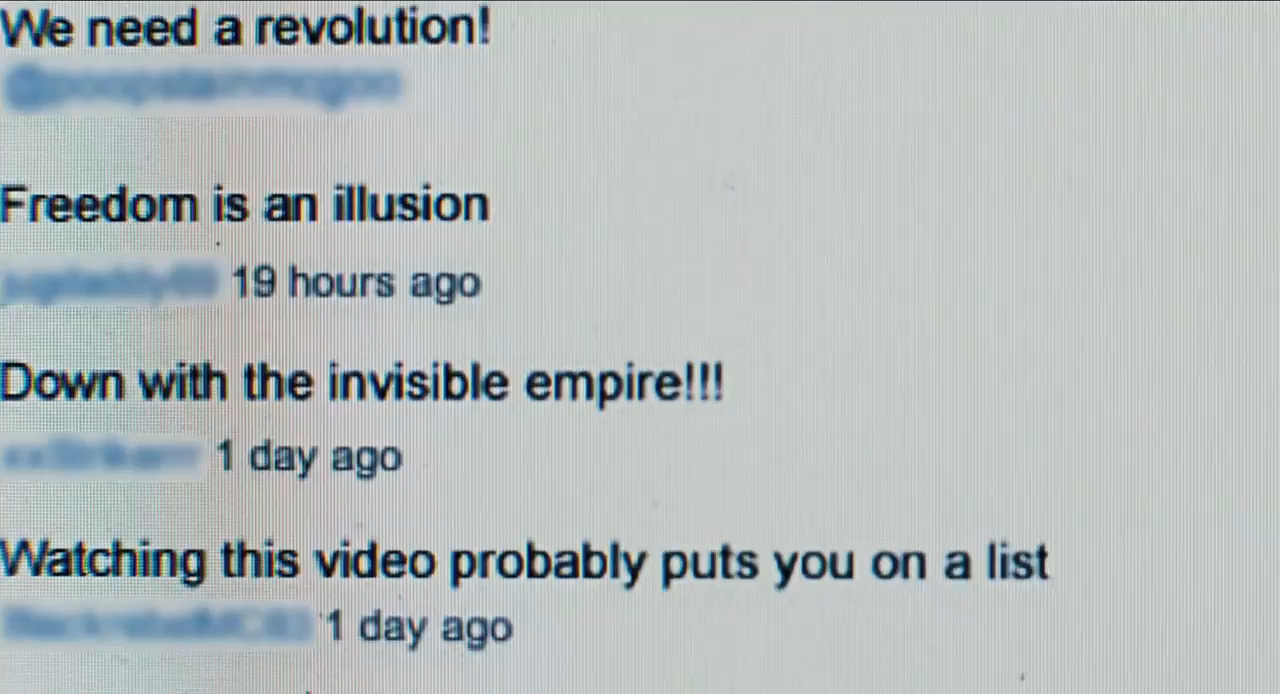 We need a revolution!
Freedom is an illusion
19 hours ago
Down with the invisible empire!!!
1 day ago
Watching this video probably puts you on a list
1 day ago